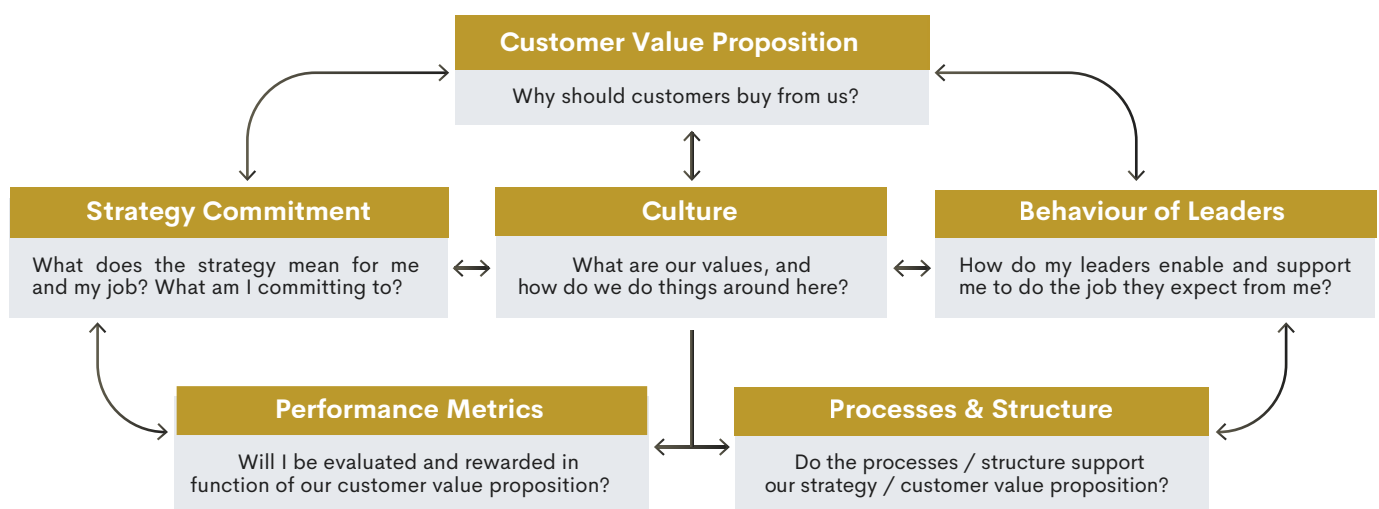 Customer Value Proposition
Why should customers buy from us?
Strategy Commitment
What does the strategy mean for me
and my job? What am I committing to?
Culture
What are our values, and
how do we do things around here?
Behaviour of Leaders
How do my leaders enable and support
me to do the job they expect from me?
Performance Metrics
Will I be evaluated and rewarded in
function of our customer value proposition?
Processes & Structure
Do the processes / structure support
our strategy / customer value proposition?